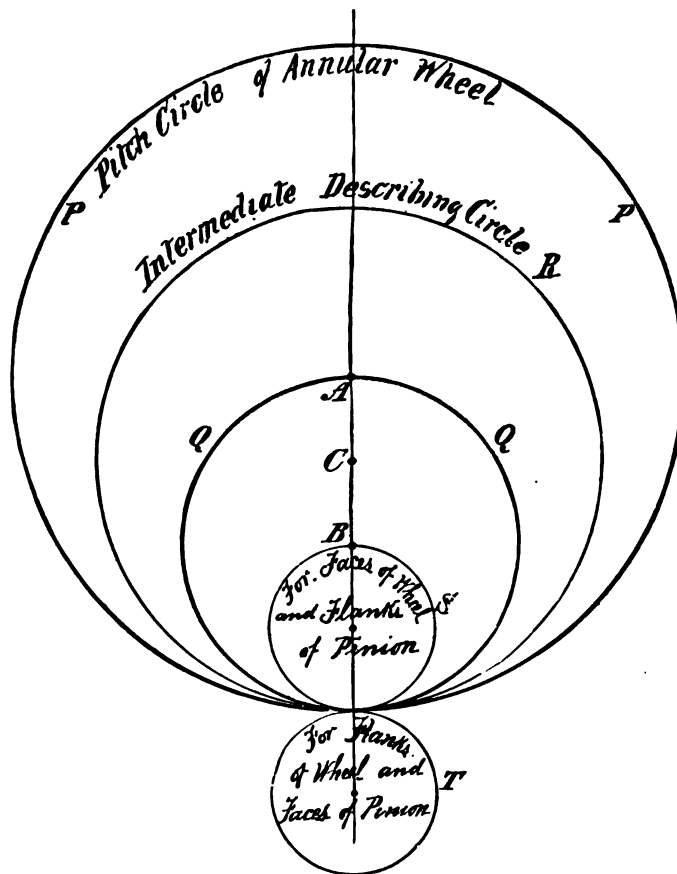 Pitch Circle of Annular Wheel
P P
Intermediate Describing Circle R
A
Q Q
C
B
For. Faces of Wheel S
and Flanks
of Pinion
For Flanks.
of Wheel and
Faces of Pinion T